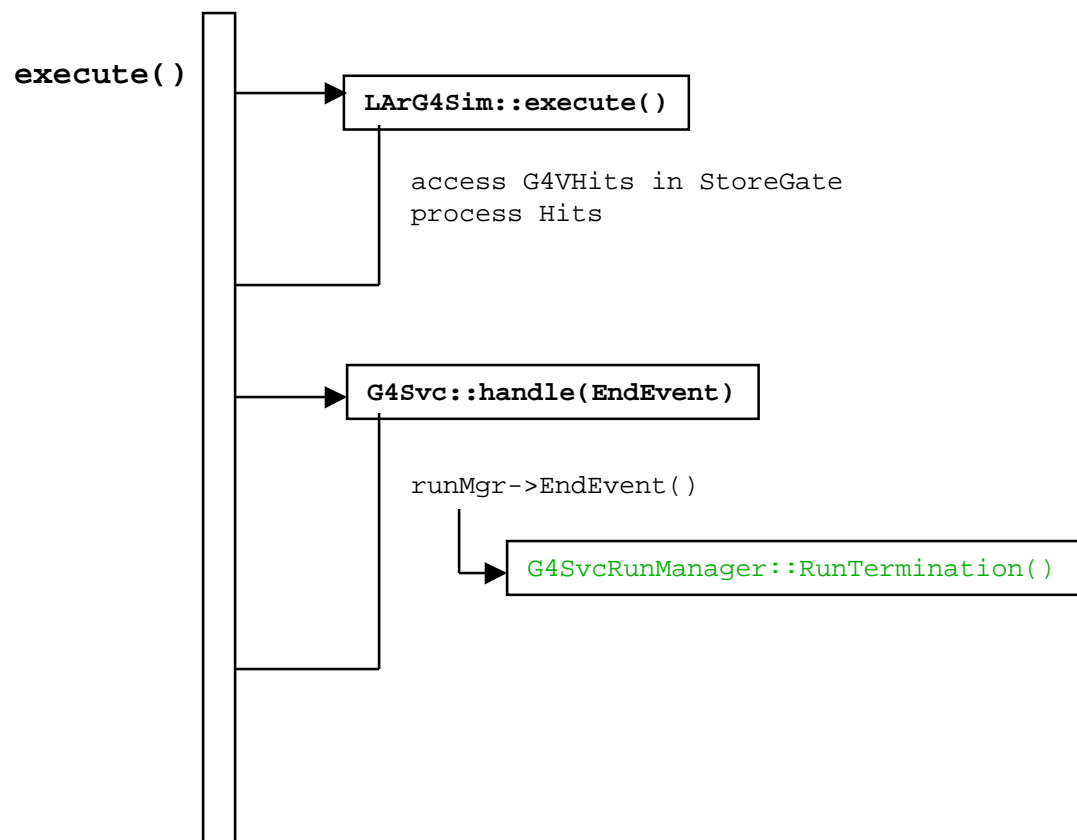 execute()
LArG4Sim::execute()
access G4VHits in StoreGate
process Hits
G4Svc::handle(EndEvent)
runMgr->EndEvent()
G4SvcRunManager::RunTermination()